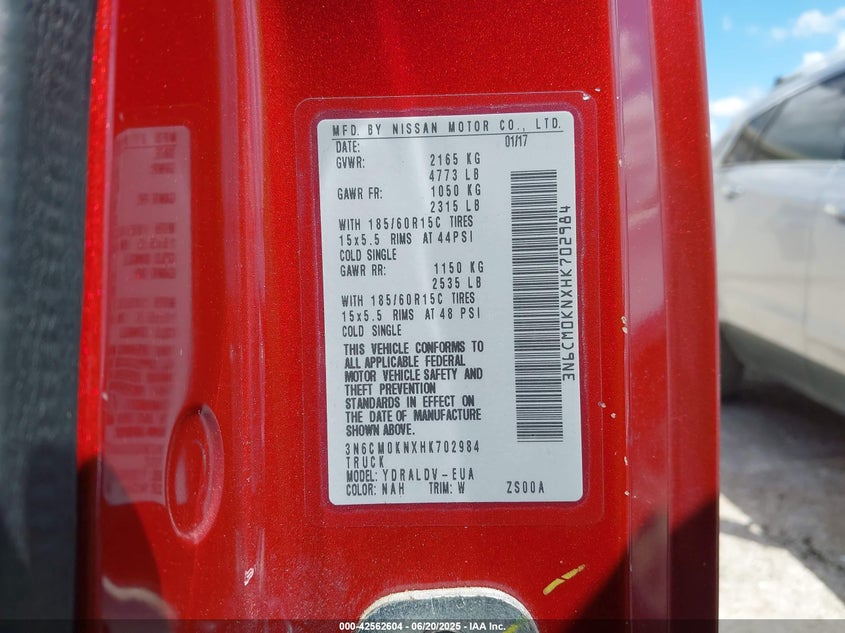 MFD. BY NISSAN MOTOR CO., LTD.
DATE: 01/17
GVWR: 2165 KG
4773 LB
GAWR FR: 1050 KG
2315 LB
WITH 185/60R15C TIRES
15x5.5 RIMS AT 44PSI
COLD SINGLE
GAWR RR: 1150 KG
2535 LB
WITH 185/60R15C TIRES
15x5.5 RIMS AT 48 PSI
COLD SINGLE
THIS VEHICLE CONFORMS TO
ALL APPLICABLE FEDERAL
MOTOR VEHICLE SAFETY AND
THEFT PREVENTION
STANDARDS IN EFFECT ON
THE DATE OF MANUFACTURE
SHOWN ABOVE.
3N6CM0KNXHK702984
TRUCK
MODEL: YDRALDV-EUA
COLOR: NAH TRIM: W ZS00A
3N6CM0KNXHK702984
000-42562604 - 06/20/2025 - IAA Inc.